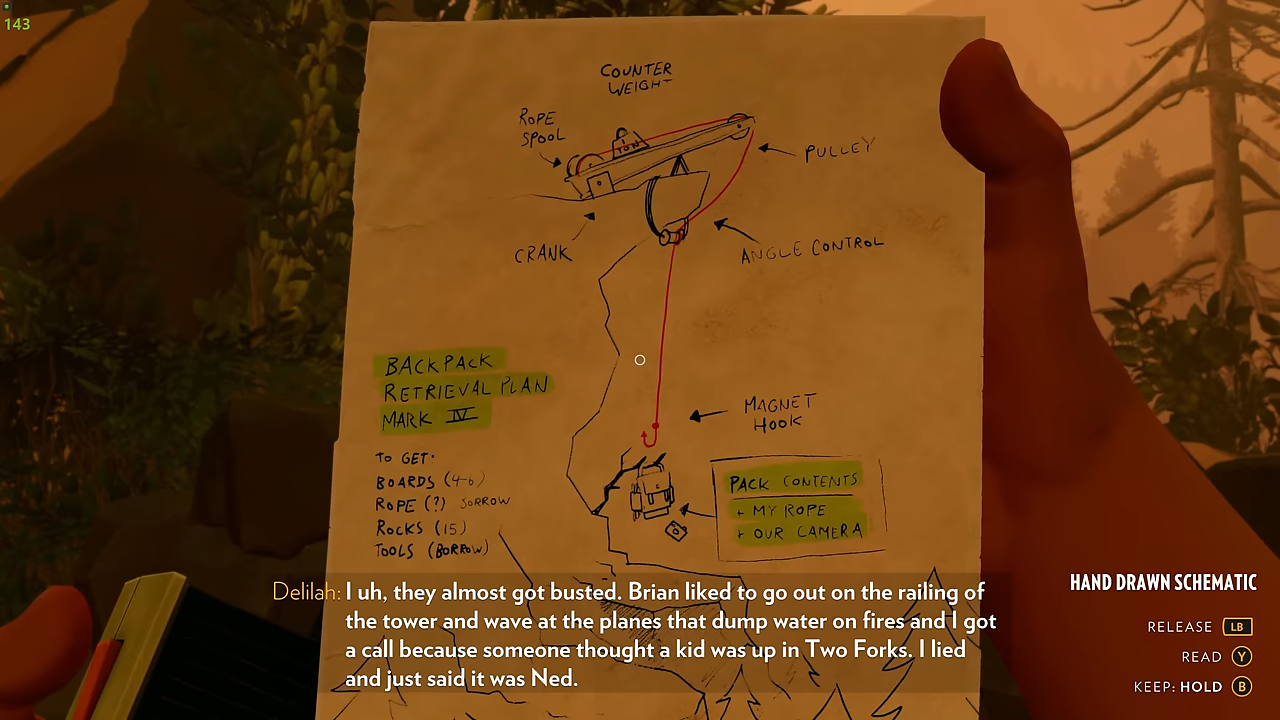 143
COUNTER
WEIGHT
ROPE
SPOOL
TON
PULLEY
CRANK
ANGLE CONTROL
BACKPACK
RETRIEVAL PLAN
MARK IV
MAGNET
HOOK
TO GET:
BOARDS (4-6)
ROPE (?) SORROW
ROCKS (15)
TOOLS (BORROW)
PACK CONTENTS
+ MY ROPE
+ OUR CAMERA
Delilah: I uh, they almost got busted. Brian liked to go out on the railing of
the tower and wave at the planes that dump water on fires and I got
a call because someone thought a kid was up in Two Forks. I lied
and just said it was Ned.
HAND DRAWN SCHEMATIC
RELEASE LB
READ Y
KEEP: HOLD B